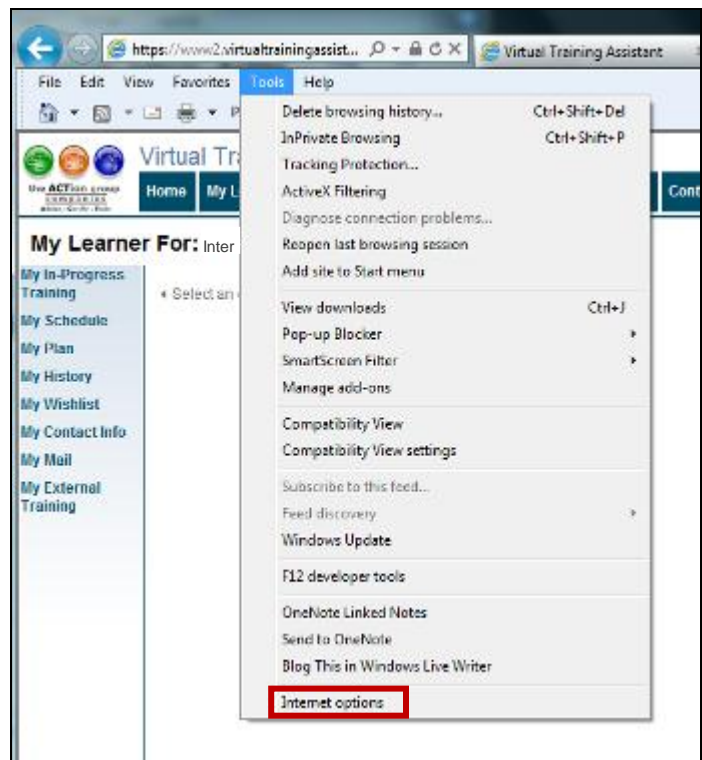 https://www2.virtualtrainingassist...
Virtual Training Assistant
File Edit View Favorites Tools Help
P
Delete browsing history... Ctrl+Shift+Del
InPrivate Browsing Ctrl+Shift+P
Tracking Protection...
ActiveX Filtering
Diagnose connection problems...
Reopen last browsing session
Add site to Start menu
View downloads Ctrl+J
Pop-up Blocker
SmartScreen Filter
Manage add-ons
Compatibility View
Compatibility View settings
Subscribe to this feed...
Feed discovery
Windows Update
F12 developer tools
OneNote Linked Notes
Send to OneNote
Blog This in Windows Live Writer
Internet options
Virtual Tr
the ACTion group
companies
Home My L Cont
My Learner For: Inter
My In-Progress
Training
My Schedule
My Plan
My History
My Wishlist
My Contact Info
My Mail
My External
Training
Select an